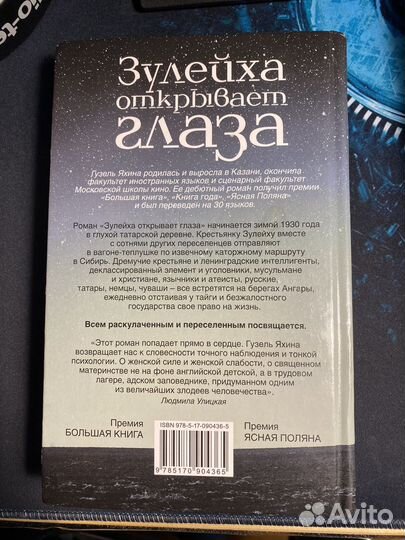 Зулейха
открывает
глаза
Гузель Яхина родилась и выросла в Казани, окончила
факультет иностранных языков и сценарный факультет
Московской школы кино. Ее дебютный роман получил премии
«Большая книга», «Книга года», «Ясная Поляна»
и был переведен на 30 языков.
Роман «Зулейха открывает глаза» начинается зимой 1930 года
в глухой татарской деревне. Крестьянку Зулейху вместе
с сотнями других переселенцев отправляют
в вагоне-теплушке по извечному каторжному маршруту
в Сибирь. Дремучие крестьяне и ленинградские интеллигенты,
деклассированный элемент и уголовники, мусульмане
и христиане, язычники и атеисты, русские,
татары, немцы, чуваши – все встретятся на берегах Ангары,
ежедневно отстаивая у тайги и безжалостного
государства свое право на жизнь.
Всем раскулаченным и переселенным посвящается.
«Этот роман попадает прямо в сердце. Гузель Яхина
возвращает нас к словесности точного наблюдения и тонкой
психологии. О женской силе и женской слабости, о священном
материнстве не на фоне английской детской, а в трудовом
лагере, адском заповеднике, придуманном одним
из величайших злодеев человечества».
Людмила Улицкая
Премия
БОЛЬШАЯ КНИГА
ISBN 978-5-17-090436-5
9 785170 904365
Премия
ЯСНАЯ ПОЛЯНА
Avito